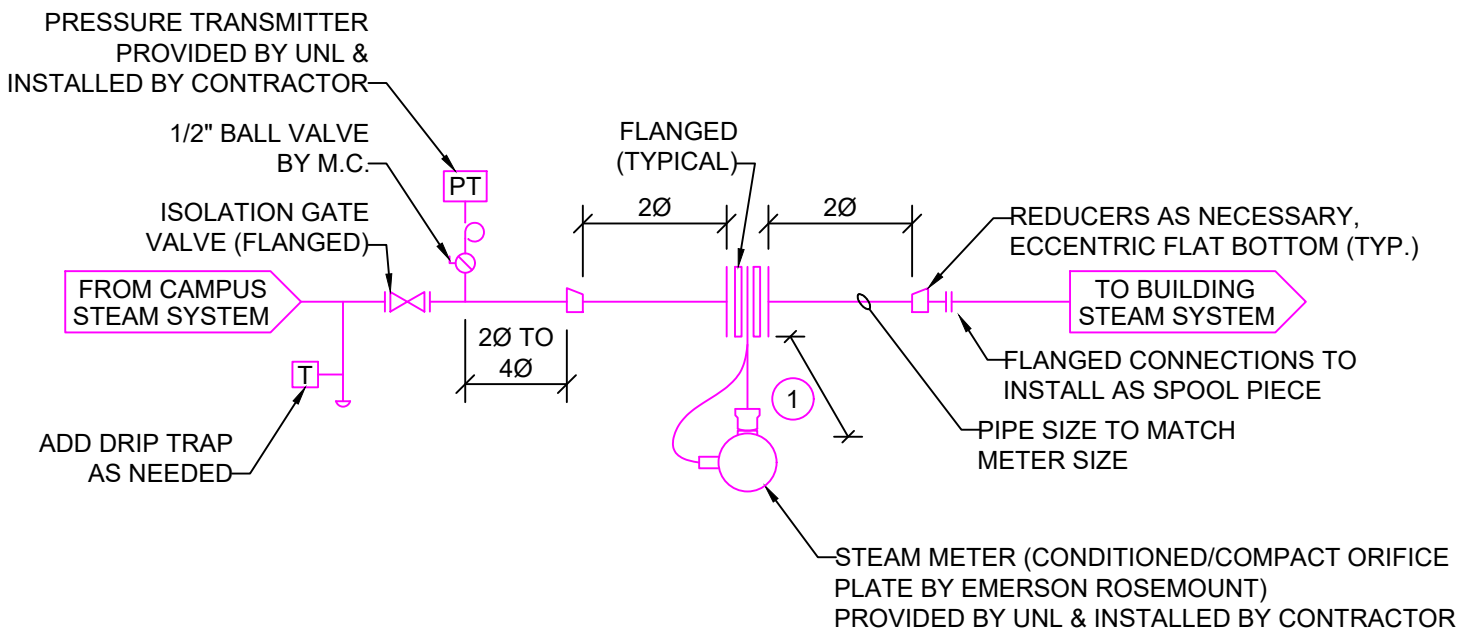 PRESSURE TRANSMITTER
PROVIDED BY UNL &
INSTALLED BY CONTRACTOR
1/2" BALL VALVE
BY M.C.
ISOLATION GATE
VALVE (FLANGED)
PT
FLANGED
(TYPICAL)
2Ø
2Ø
REDUCERS AS NECESSARY,
ECCENTRIC FLAT BOTTOM (TYP.)
FROM CAMPUS
STEAM SYSTEM
TO BUILDING
STEAM SYSTEM
2Ø TO
4Ø
T
1
FLANGED CONNECTIONS TO
INSTALL AS SPOOL PIECE
ADD DRIP TRAP
AS NEEDED
PIPE SIZE TO MATCH
METER SIZE
STEAM METER (CONDITIONED/COMPACT ORIFICE
PLATE BY EMERSON ROSEMOUNT)
PROVIDED BY UNL & INSTALLED BY CONTRACTOR